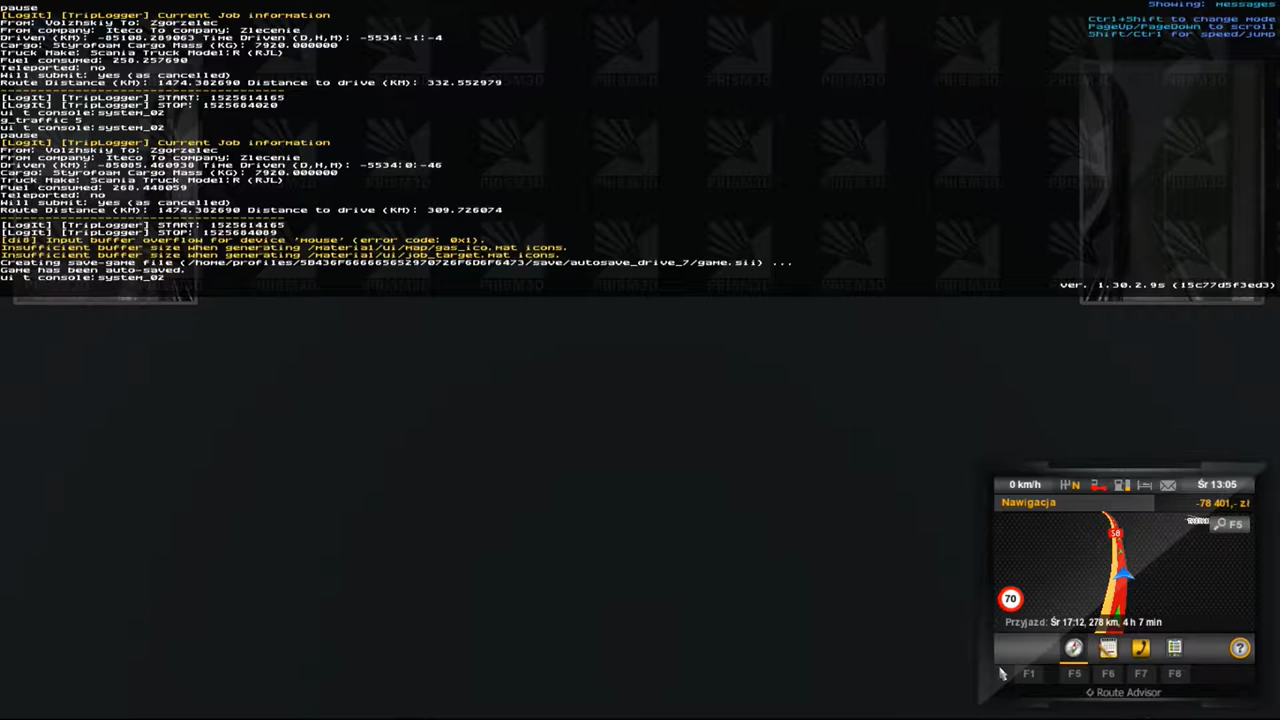 pause
[LogIt] [TripLogger] Current Job information
From: Volzhskiy To: Zgorzelec
From company: Iteco To company: Zlecenie
Driven (KM): -85108.289063 Time Driven (D,H,M): -5534:-1:-4
Cargo: Styrofoam Cargo Mass (KG): 7920.000000
Truck Make: Scania Truck Model:R (RJL)
Fuel consumed: 258.257690
Teleported: no
Will submit: yes (as cancelled)
Route Distance (KM): 1474.382690 Distance to drive (KM): 332.552979
[LogIt] [TripLogger] START: 1525614165
[LogIt] [TripLogger] STOP: 1525684020
ui t console:system_02
g_traffic 5
ui t console:system_02
pause
[LogIt] [TripLogger] Current Job information
From: Volzhskiy To: Zgorzelec
From company: Iteco To company: Zlecenie
Driven (KM): -85085.460938 Time Driven (D,H,M): -5534:0:-46
Cargo: Styrofoam Cargo Mass (KG): 7920.000000
Truck Make: Scania Truck Model:R (RJL)
Fuel consumed: 268.448059
Teleported: no
Will submit: yes (as cancelled)
Route Distance (KM): 1474.382690 Distance to drive (KM): 309.726074
[LogIt] [TripLogger] START: 1525614165
[LogIt] [TripLogger] STOP: 1525684089
[di8] Input buffer overflow for device 'Mouse' (error code: 0x1).
Insufficient buffer size when generating /material/ui/map/gas_ico.mat icons.
Insufficient buffer size when generating /material/ui/job_target.mat icons.
Creating save-game file (/home/profiles/5B436F666665652970726F6D6F6473/save/autosave_drive_7/game.sii) ...
Game has been auto-saved.
ui t console:system_02
Showing: messages
Ctrl+Shift to change mode
PageUp/PageDown to scroll
Shift/Ctrl for speed/jump
ver. 1.30.2.9s (15c77d5f3ed3)
0 km/h N Śr 13:05
Nawigacja -78 401,- zł
F5
S8
70
Przyjazd: Śr 17:12, 278 km, 4 h 7 min
?
F1 F5 F6 F7 F8
Route Advisor